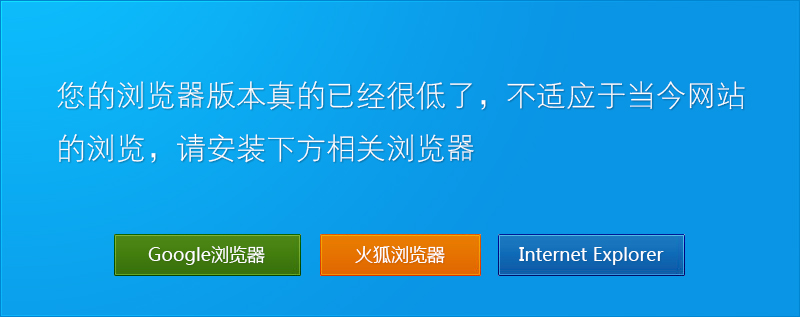 您的浏览器版本真的已经很低了，不适应于当今网站
的浏览，请安装下方相关浏览器
Google浏览器
火狐浏览器
Internet Explorer